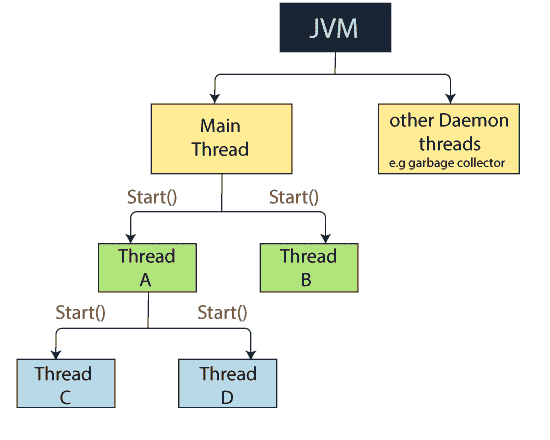 JVM
Main
Thread
other Daemon
threads
e.g garbage collector
Start()
Start()
Thread
A
Thread
B
Start()
Start()
Thread
C
Thread
D